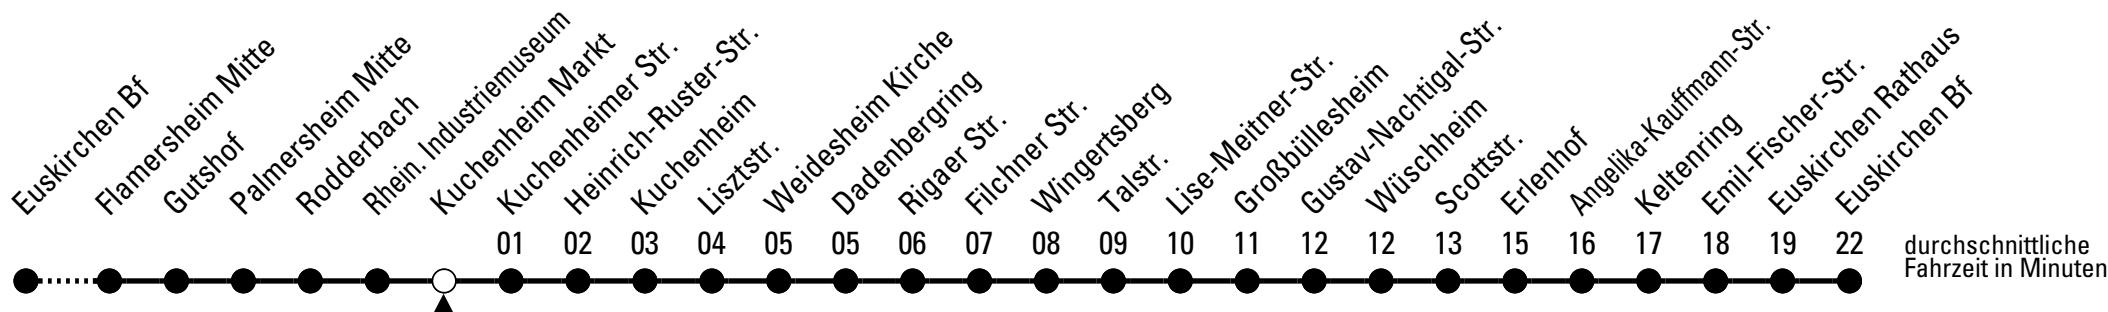 Euskirchen Bf
Flamersheim Mitte
Gutshof
Palmersheim Mitte
Rodderbach
Rhein. Industriemuseum
Kuchenheim Markt
Kuchenheimer Str.
Heinrich-Ruster-Str.
Kuchenheim
Lisztstr.
Weidesheim Kirche
Dadenbergring
Rigaer Str.
Filchner Str.
Wingertsberg
Talstr.
Lise-Meitner-Str.
Großbüllesheim
Gustav-Nachtigal-Str.
Wüschheim
Scottstr.
Erlenhof
Angelika-Kauffmann-Str.
Keltenring
Emil-Fischer-Str.
Euskirchen Rathaus
Euskirchen Bf
01 02 03 04 05 05 06 07 08 09 10 11 12 12 13 15 16 17 18 19 22
durchschnittliche
Fahrzeit in Minuten